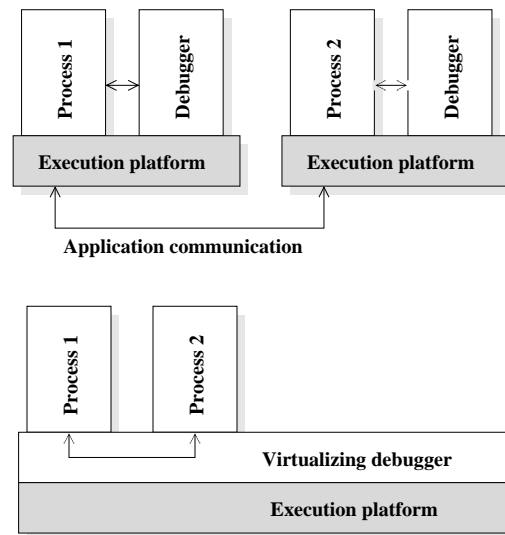 Process 1
Debugger
Process 2
Debugger
Execution platform
Execution platform
Application communication
Process 1
Process 2
Virtualizing debugger
Execution platform